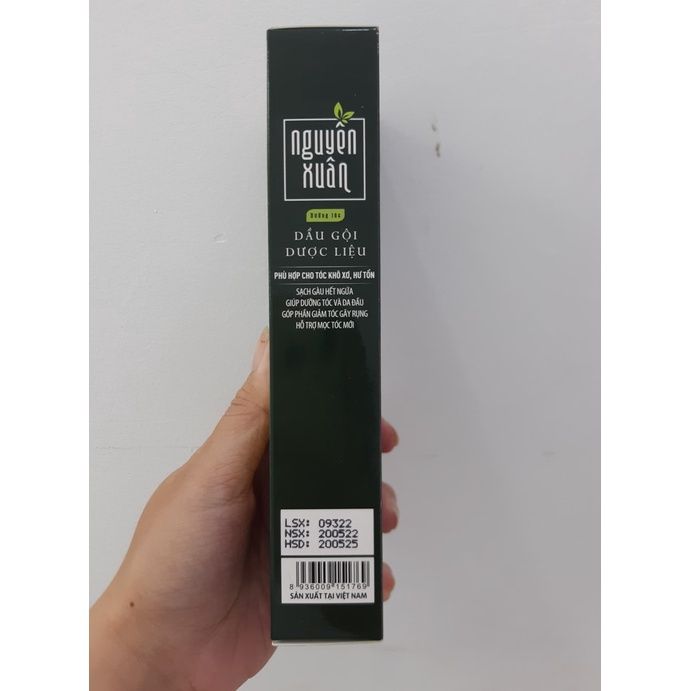 nguyên
xuân
Dưỡng tóc
DẦU GỘI
DƯỢC LIỆU
PHÙ HỢP CHO TÓC KHÔ XƠ, HƯ TỔN
SẠCH GÀU HẾT NGỨA
GIÚP DƯỠNG TÓC VÀ DA ĐẦU
GÓP PHẦN GIẢM TÓC GÃY RỤNG
HỖ TRỢ MỌC TÓC MỚI
LSX: 09322
NSX: 200522
HSD: 200525
8 936009 151769
SẢN XUẤT TẠI VIỆT NAM